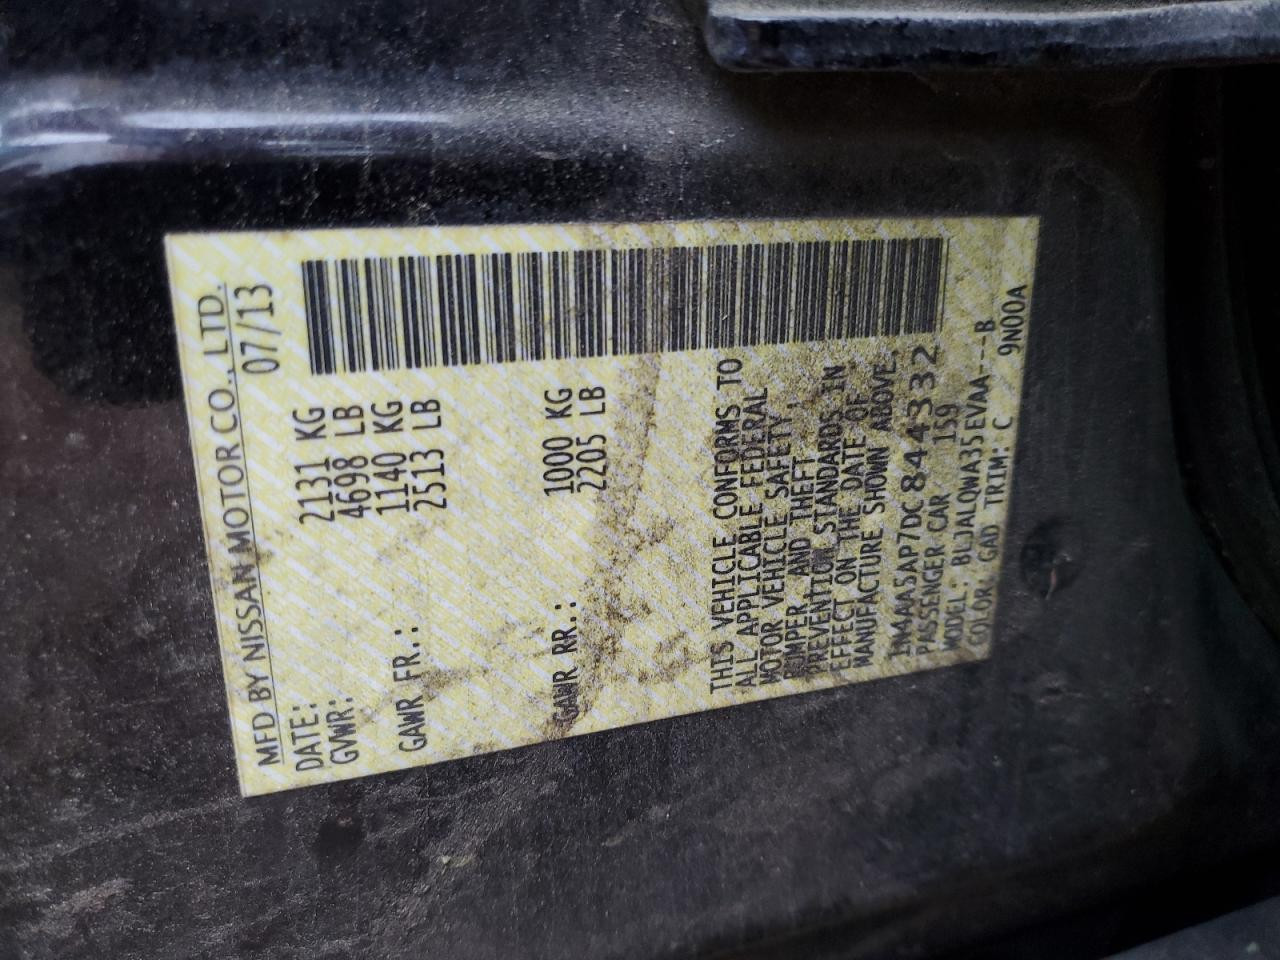 MFD BY NISSAN MOTOR CO., LTD.
DATE: 07/13
GVWR: 2131 KG
4698 LB
GAWR FR.: 1140 KG
2513 LB
GAWR RR.: 1000 KG
2205 LB
THIS VEHICLE CONFORMS TO
ALL APPLICABLE FEDERAL
MOTOR VEHICLE SAFETY,
BUMPER, AND THEFT
PREVENTION STANDARDS IN
EFFECT ON THE DATE OF
MANUFACTURE SHOWN ABOVE.
1N4AA5AP7DC844332
PASSENGER CAR 159
MODEL: BLJALQWA35EVAA---B
COLOR: GAD TRIM: C 9N00A